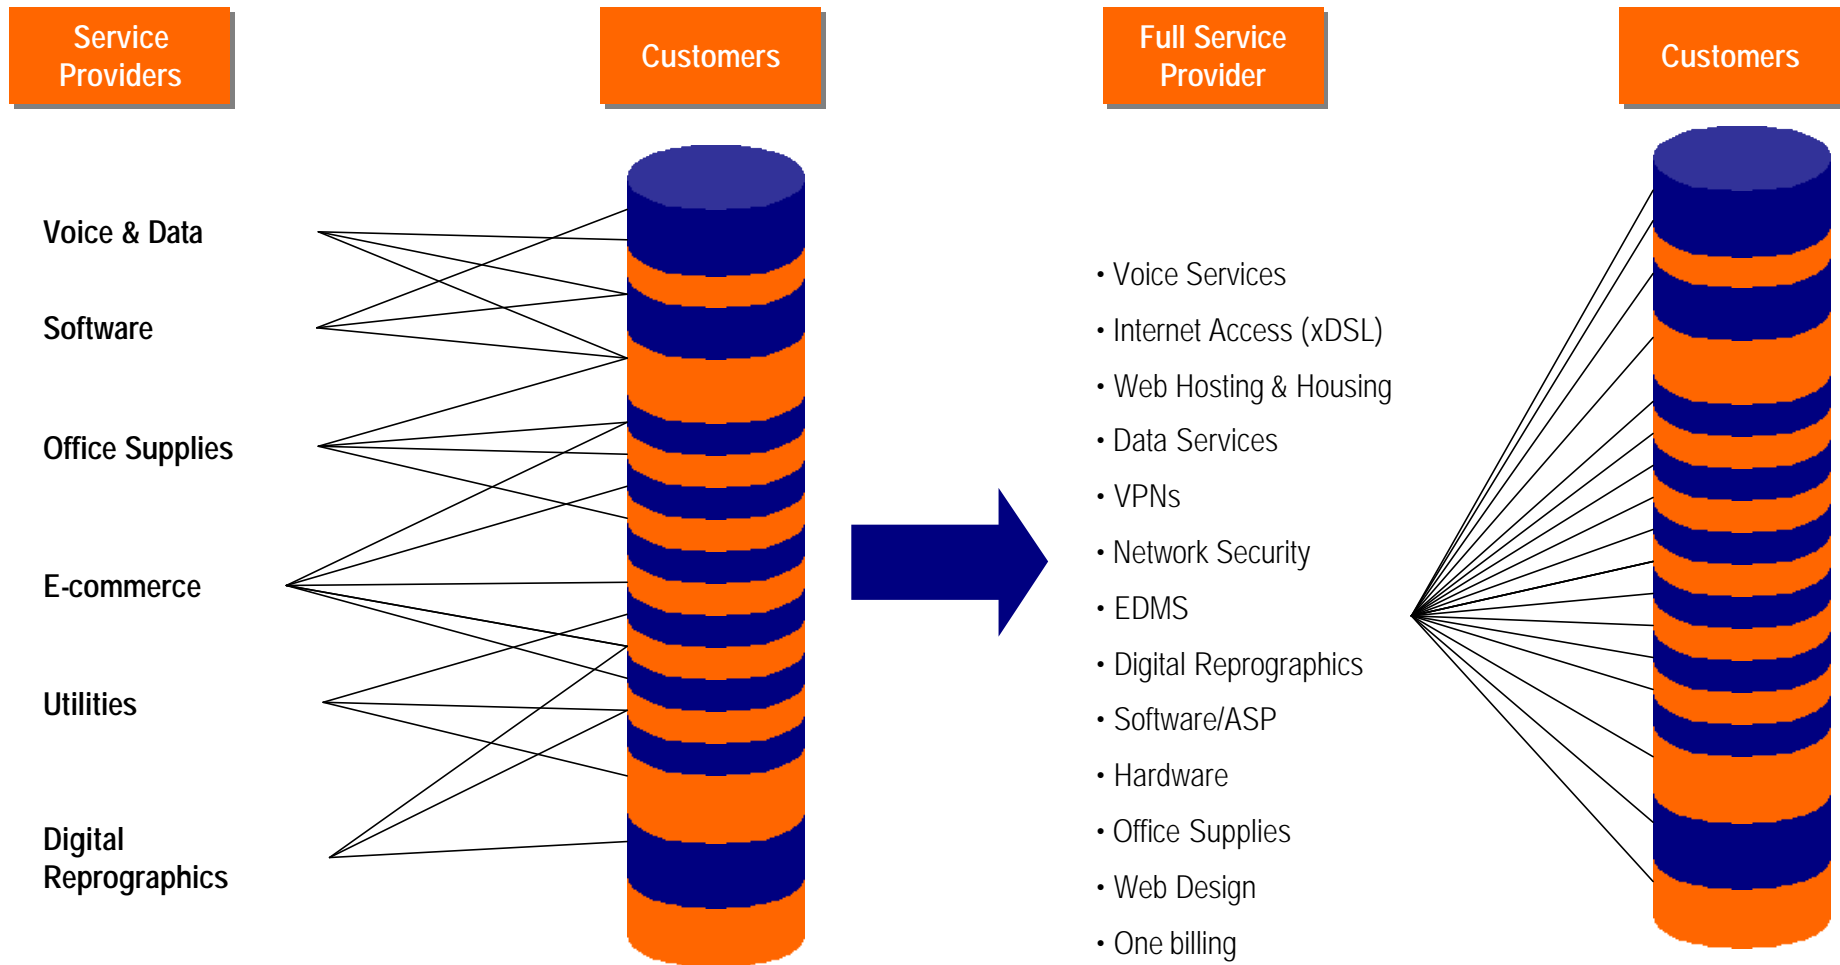 Service
Providers
Customers
Full Service
Provider
Customers
Voice & Data
Software
Office Supplies
E-commerce
Utilities
Digital
Reprographics
• Voice Services
• Internet Access (xDSL)
• Web Hosting & Housing
• Data Services
• VPNs
• Network Security
• EDMS
• Digital Reprographics
• Software/ASP
• Hardware
• Office Supplies
• Web Design
• One billing